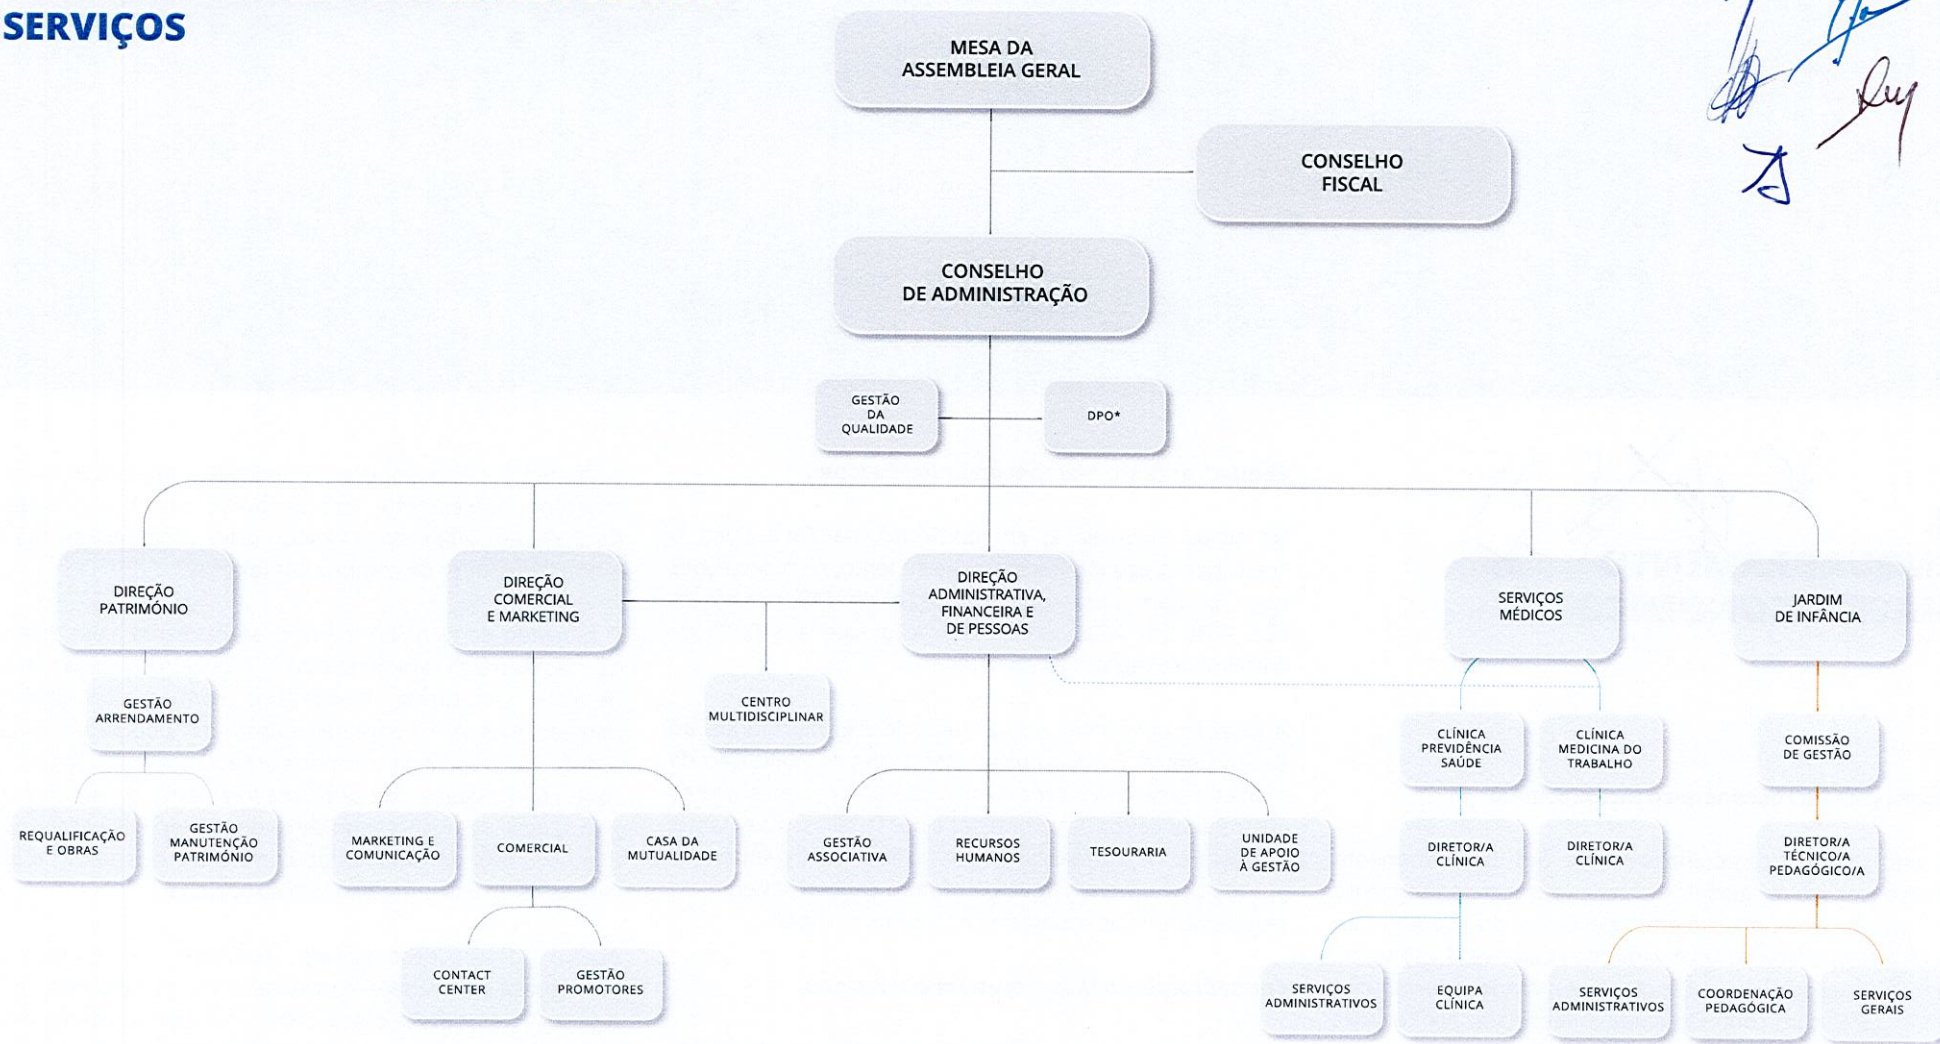 SERVIÇOS
MESA DA
ASSEMBLEIA GERAL
CONSELHO
FISCAL
CONSELHO
DE ADMINISTRAÇÃO
GESTÃO
DA
QUALIDADE
DPO*
DIREÇÃO
PATRIMÓNIO
DIREÇÃO
COMERCIAL
E MARKETING
DIREÇÃO
ADMINISTRATIVA,
FINANCEIRA E
DE PESSOAS
SERVIÇOS
MÉDICOS
JARDIM
DE INFÂNCIA
GESTÃO
ARRENDAMENTO
CENTRO
MULTIDISCIPLINAR
CLÍNICA
PREVIDÊNCIA
SAÚDE
CLÍNICA
MEDICINA DO
TRABALHO
COMISSÃO
DE GESTÃO
REQUALIFICAÇÃO
E OBRAS
GESTÃO
MANUTENÇÃO
PATRIMÓNIO
MARKETING E
COMUNICAÇÃO
COMERCIAL
CASA DA
MUTUALIDADE
GESTÃO
ASSOCIATIVA
RECURSOS
HUMANOS
TESOURARIA
UNIDADE
DE APOIO
À GESTÃO
DIRETOR/A
CLÍNICA
DIRETOR/A
CLÍNICA
DIRETOR/A
TÉCNICO/A
PEDAGÓGICO/A
CONTACT
CENTER
GESTÃO
PROMOTORES
SERVIÇOS
ADMINISTRATIVOS
EQUIPA
CLÍNICA
SERVIÇOS
ADMINISTRATIVOS
COORDENAÇÃO
PEDAGÓGICA
SERVIÇOS
GERAIS